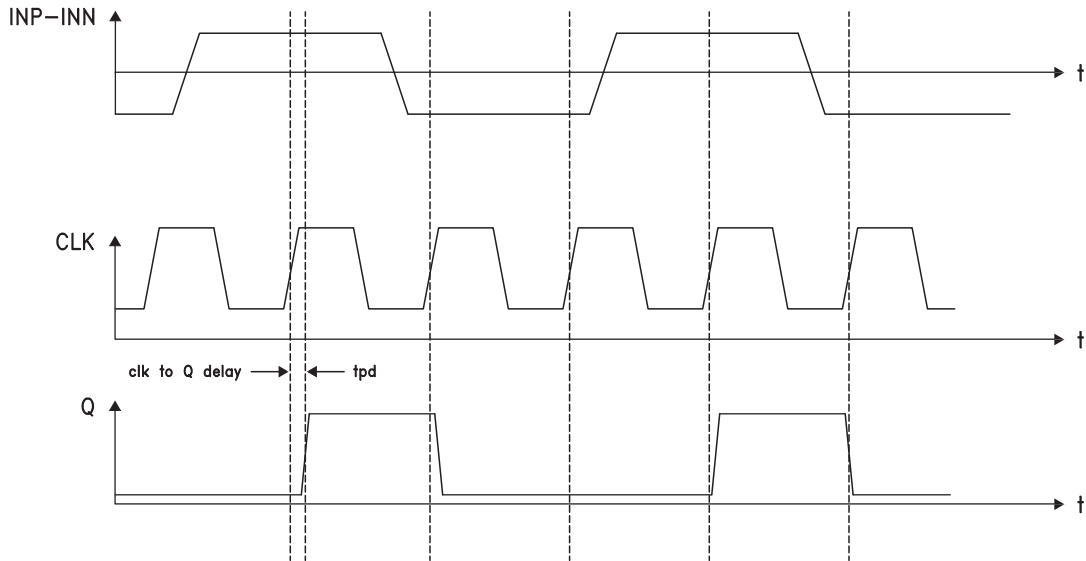 INP-INN
t
CLK
t
clk to Q delay
tpd
Q
t